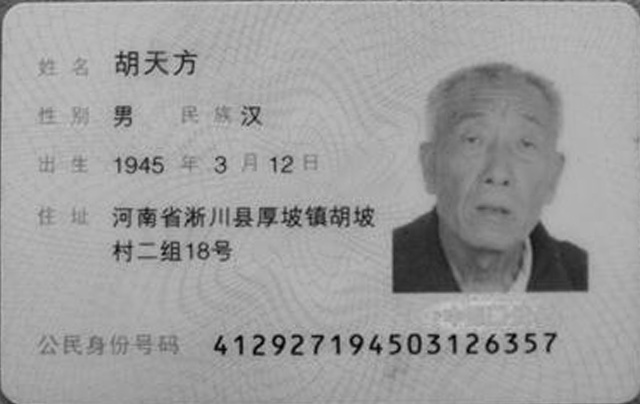 姓名 胡天方
性别 男 民族 汉
出生 1945 年 3 月 12 日
住址 河南省淅川县厚坡镇胡坡
村二组18号
公民身份号码 412927194503126357